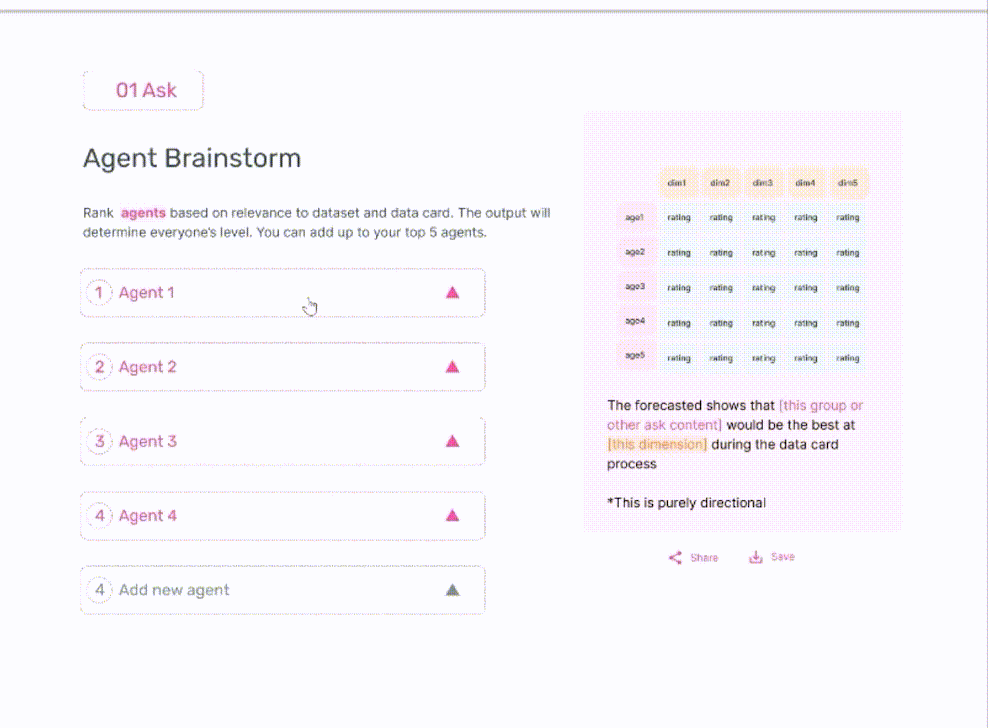 01 Ask
Agent Brainstorm
Rank agents based on relevance to dataset and data card. The output will
determine everyone's level. You can add up to your top 5 agents.
1 Agent 1
2 Agent 2
3 Agent 3
4 Agent 4
4 Add new agent
dim1 dim2 dim3 dim4 dim5
age1 rating rating rating rating rating
age2 rating rating rating rating rating
age3 rating rating rating rating rating
age4 rating rating rating rating rating
age5 rating rating rating rating rating
The forecasted shows that [this group or
other ask content] would be the best at
[this dimension] during the data card
process
*This is purely directional
Share Save